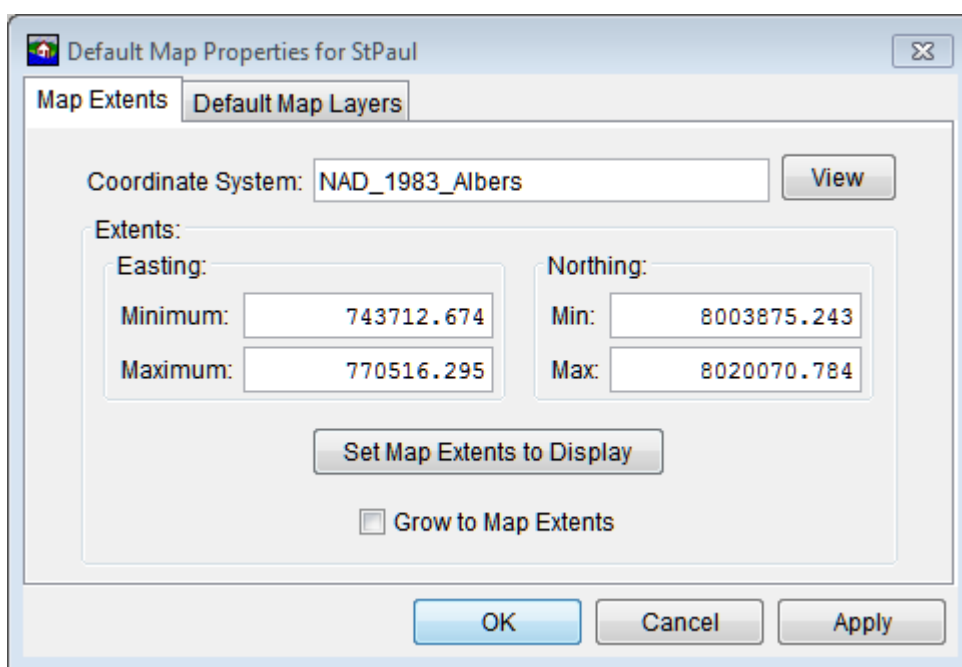 Default Map Properties for StPaul
Map Extents Default Map Layers
Coordinate System: NAD_1983_Albers View
Extents:
Easting: Northing:
Minimum: 743712.674 Min: 8003875.243
Maximum: 770516.295 Max: 8020070.784
Set Map Extents to Display
Grow to Map Extents
OK Cancel Apply